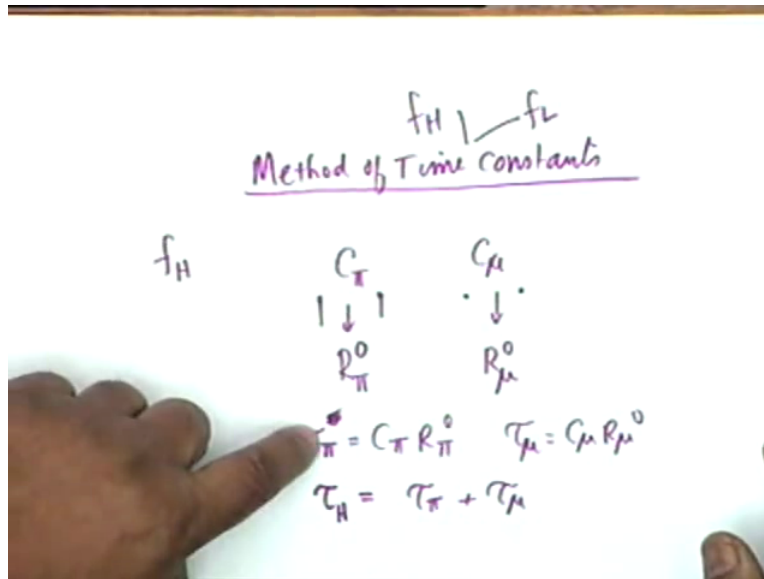 fH fL
Method of Time Constants
fH Cπ Cμ
↓ ↓
Rπ⁰ Rμ⁰
π = Cπ Rπ⁰ τμ = Cμ Rμ⁰
τH = τπ + τμ